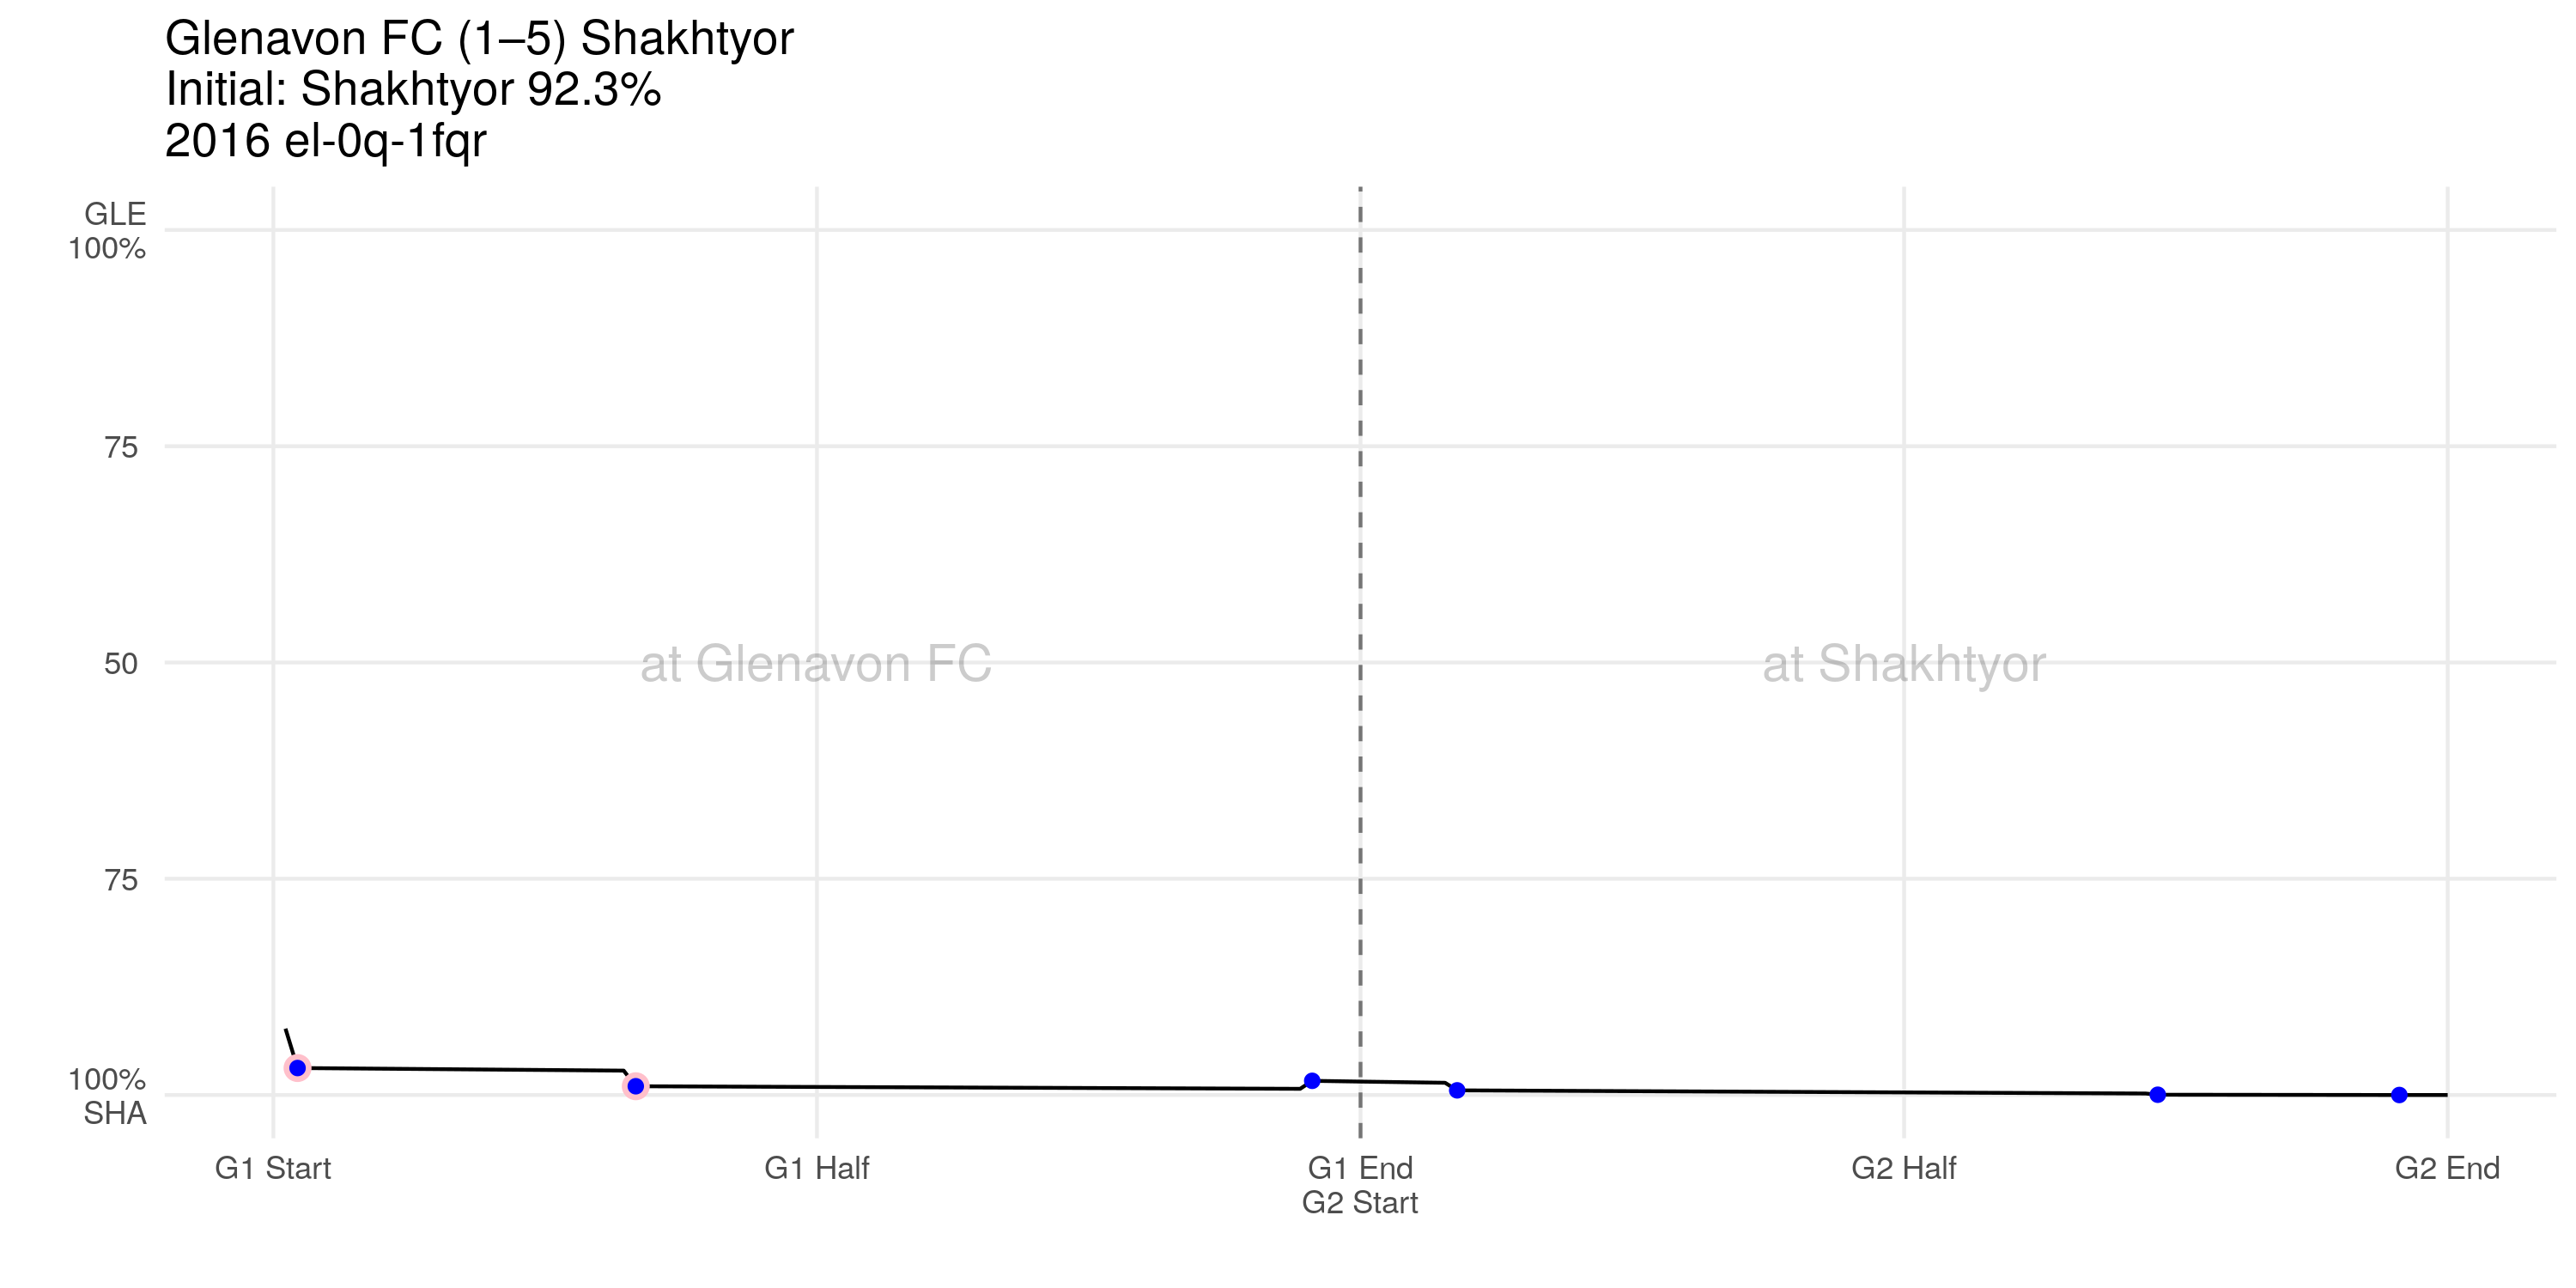 Glenavon FC (1–5) Shakhtyor
Initial: Shakhtyor 92.3%
2016 el-0q-1fqr
GLE
100%
75
50
at Glenavon FC
at Shakhtyor
75
100%
SHA
G1 Start
G1 Half
G1 End
G2 Start
G2 Half
G2 End